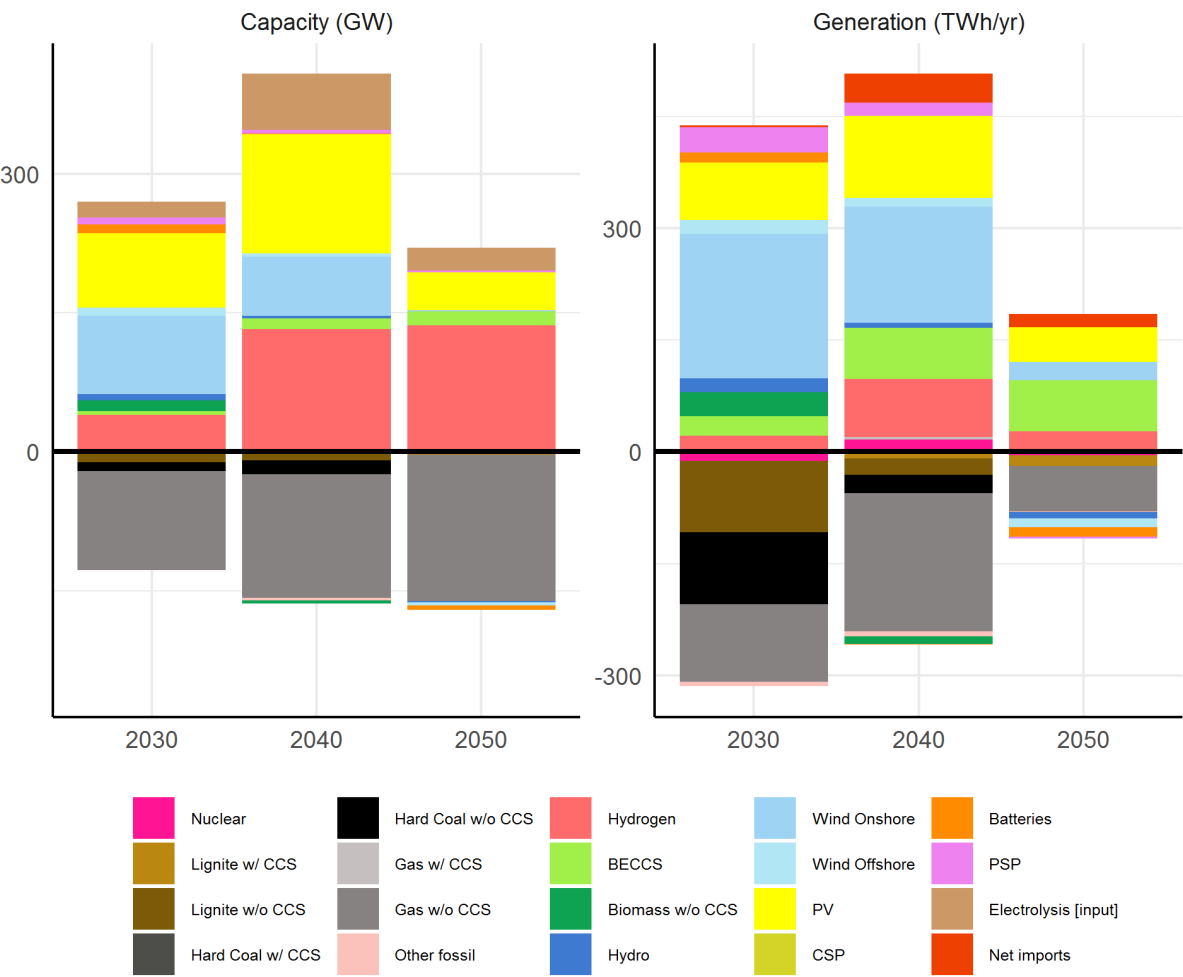 Capacity (GW)
Generation (TWh/yr)
300
0
2030 2040 2050
300
0
-300
2030 2040 2050
Nuclear
Lignite w/ CCS
Lignite w/o CCS
Hard Coal w/ CCS
Hard Coal w/o CCS
Gas w/ CCS
Gas w/o CCS
Other fossil
Hydrogen
BECCS
Biomass w/o CCS
Hydro
Wind Onshore
Wind Offshore
PV
CSP
Batteries
PSP
Electrolysis [input]
Net imports